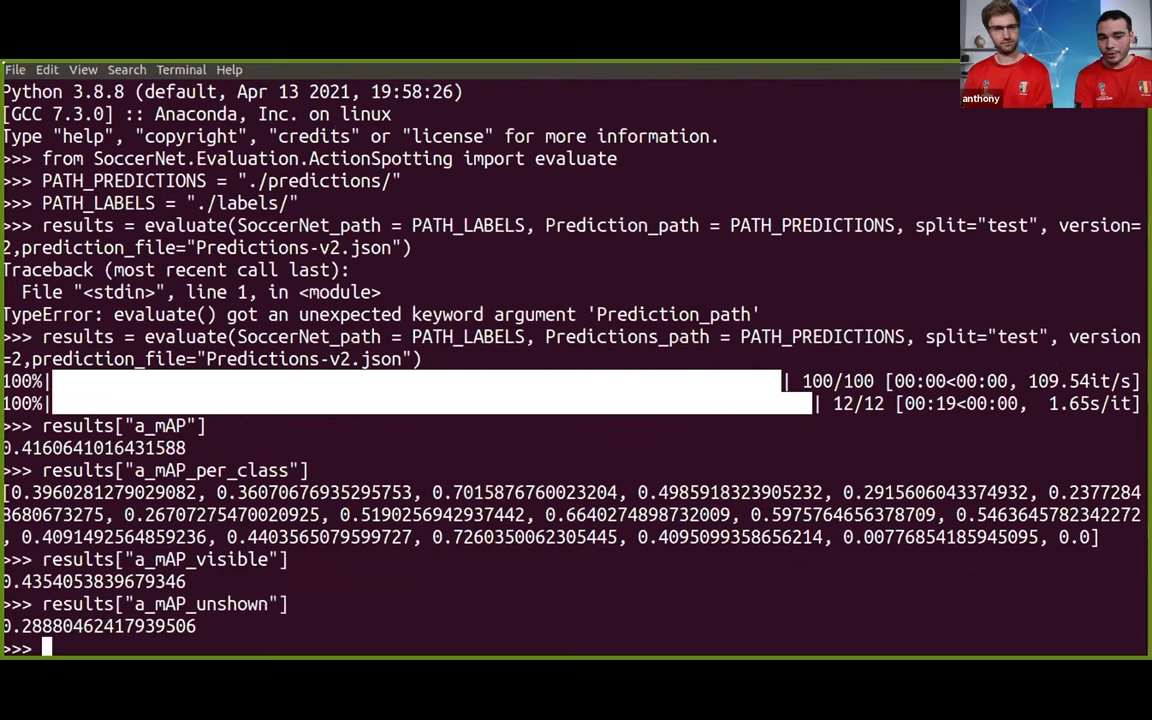 anthony
File Edit View Search Terminal Help
Python 3.8.8 (default, Apr 13 2021, 19:58:26)
[GCC 7.3.0] :: Anaconda, Inc. on linux
Type "help", "copyright", "credits" or "license" for more information.
>>> from SoccerNet.Evaluation.ActionSpotting import evaluate
>>> PATH_PREDICTIONS = "./predictions/"
>>> PATH_LABELS = "./labels/"
>>> results = evaluate(SoccerNet_path = PATH_LABELS, Prediction_path = PATH_PREDICTIONS, split="test", version=
2,prediction_file="Predictions-v2.json")
Traceback (most recent call last):
  File "<stdin>", line 1, in <module>
TypeError: evaluate() got an unexpected keyword argument 'Prediction_path'
>>> results = evaluate(SoccerNet_path = PATH_LABELS, Predictions_path = PATH_PREDICTIONS, split="test", version
=2,prediction_file="Predictions-v2.json")
100%| | 100/100 [00:00<00:00, 109.54it/s]
100%| | 12/12 [00:19<00:00, 1.65s/it]
>>> results["a_mAP"]
0.4160641016431588
>>> results["a_mAP_per_class"]
[0.3960281279029082, 0.36070676935295753, 0.7015876760023204, 0.4985918323905232, 0.2915606043374932, 0.2377284
8680673275, 0.26707275470020925, 0.5190256942937442, 0.6640274898732009, 0.5975764656378709, 0.5463645782342272
, 0.4091492564859236, 0.4403565079599727, 0.7260350062305445, 0.4095099358656214, 0.00776854185945095, 0.0]
>>> results["a_mAP_visible"]
0.4354053839679346
>>> results["a_mAP_unshown"]
0.28880462417939506
>>>